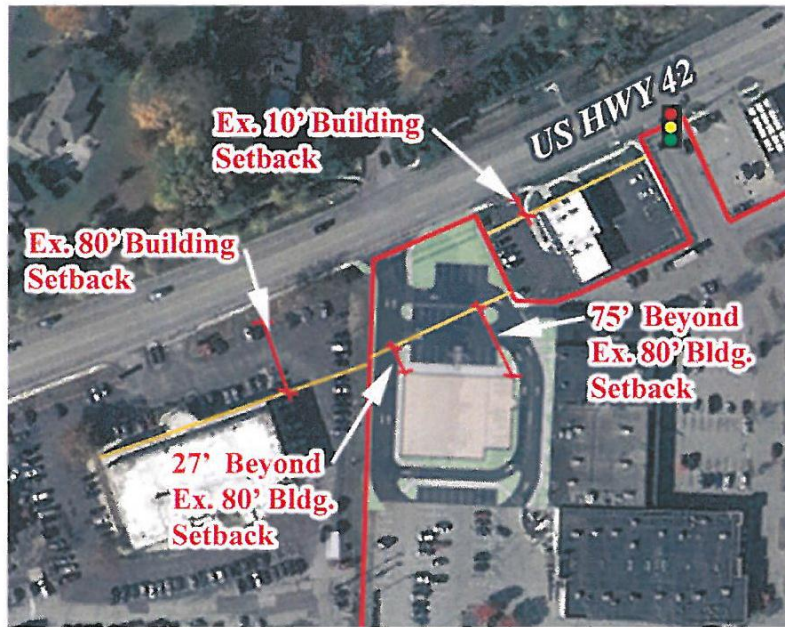 Ex. 10' Building
Setback
US HWY 42
Ex. 80' Building
Setback
75' Beyond
Ex. 80' Bldg.
Setback
27' Beyond
Ex. 80' Bldg.
Setback